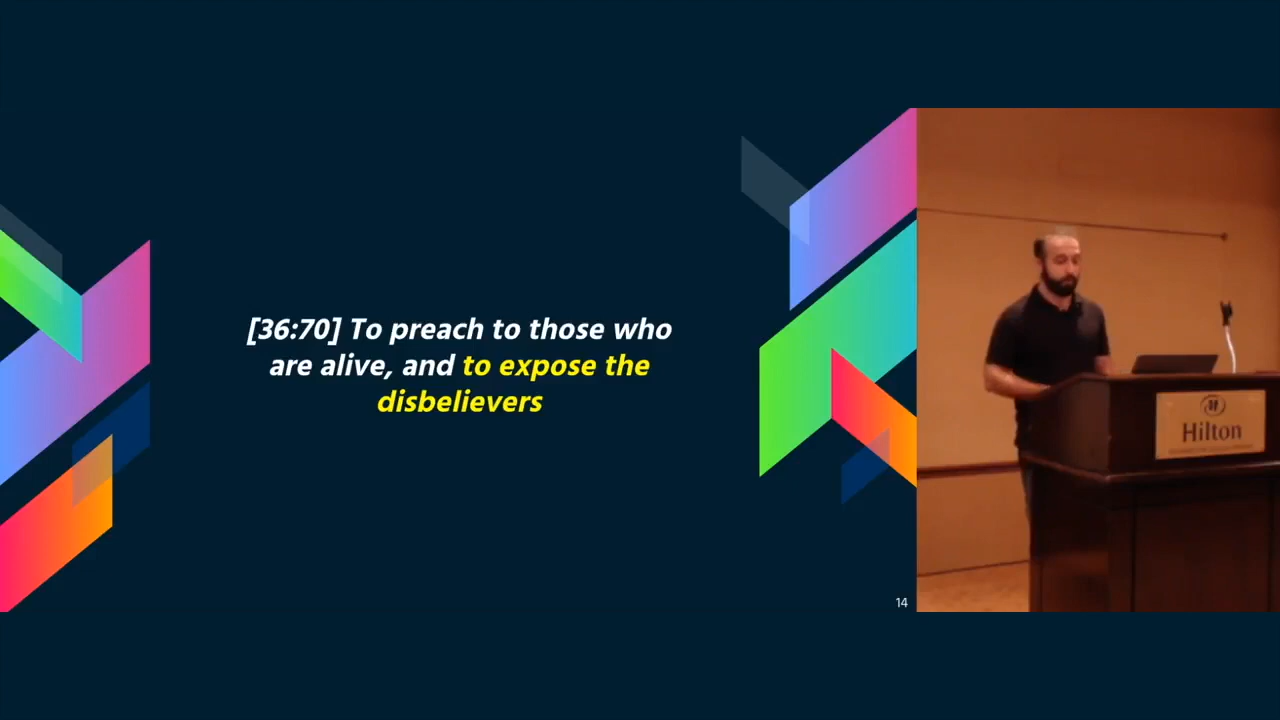 [36:70] To preach to those who
are alive, and to expose the
disbelievers
14
Hilton